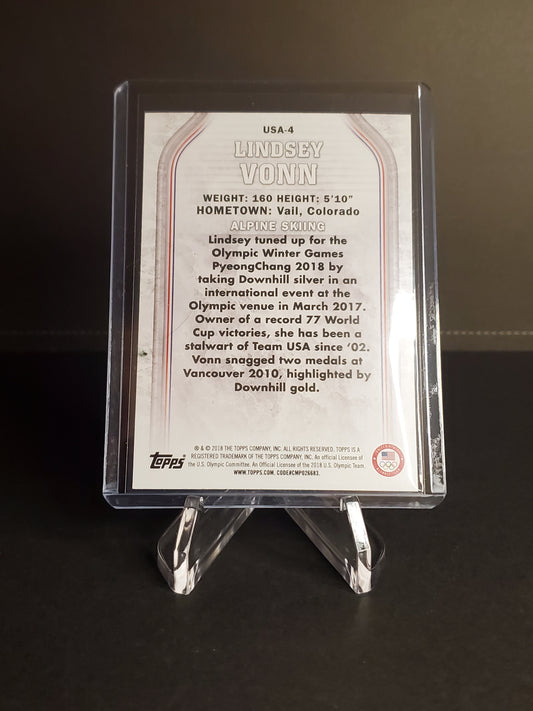 USA-4
LINDSEY
VONN
WEIGHT: 160 HEIGHT: 5'10"
HOMETOWN: Vail, Colorado
ALPINE SKIING
Lindsey tuned up for the
Olympic Winter Games
PyeongChang 2018 by
taking Downhill silver in an
international event at the
Olympic venue in March 2017.
Owner of a record 77 World
Cup victories, she has been a
stalwart of Team USA since '02.
Vonn snagged two medals at
Vancouver 2010, highlighted by
Downhill gold.
Topps
® & © 2018 THE TOPPS COMPANY, INC. ALL RIGHTS RESERVED. TOPPS IS A
REGISTERED TRADEMARK OF THE TOPPS COMPANY, INC. An official Licensee of
the U.S. Olympic Committee. An Official Licensee of the 2018 U.S. Olympic Team.
WWW.TOPPS.COM. CODE#CMP026683.